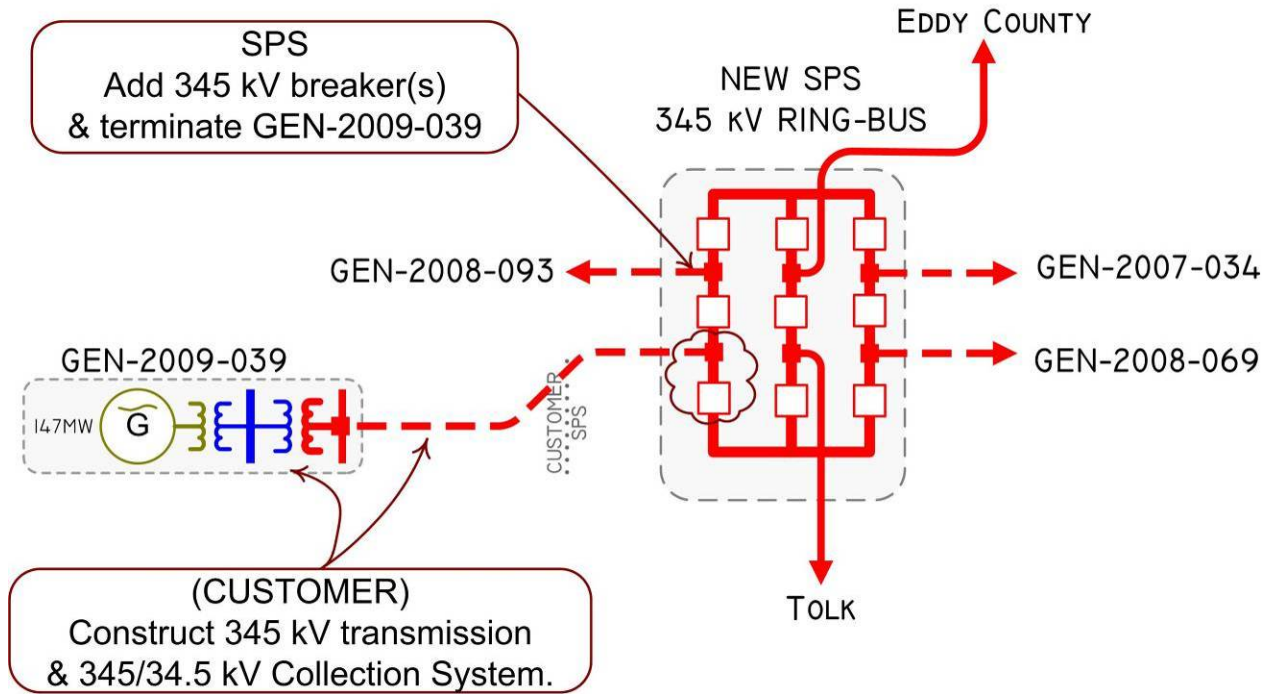 SPS
Add 345 kV breaker(s)
& terminate GEN-2009-039
EDDY COUNTY
NEW SPS
345 KV RING-BUS
GEN-2008-093
GEN-2007-034
GEN-2009-039
GEN-2008-069
147MW
G
CUSTOMER
SPS
TOLK
(CUSTOMER)
Construct 345 kV transmission
& 345/34.5 kV Collection System.